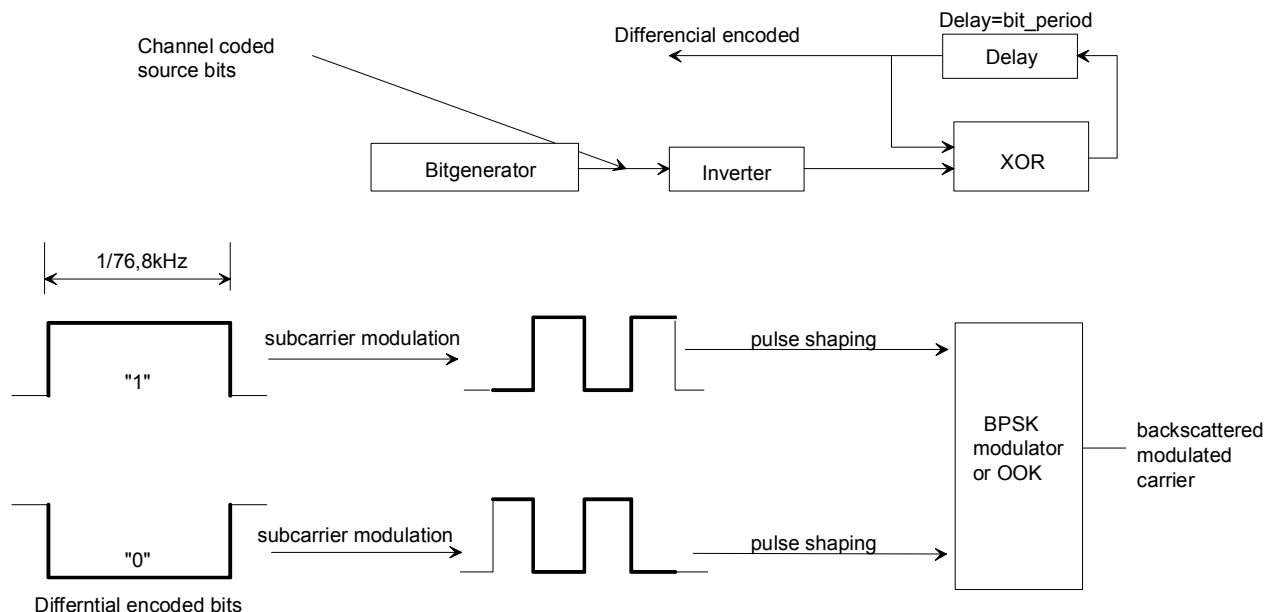 Delay=bit_period
Differencial encoded
Delay
Channel coded
source bits
Bitgenerator
Inverter
XOR
1/76,8kHz
subcarrier modulation
pulse shaping
"1"
BPSK
modulator
or OOK
backscattered
modulated
carrier
subcarrier modulation
pulse shaping
"0"
Differntial encoded bits